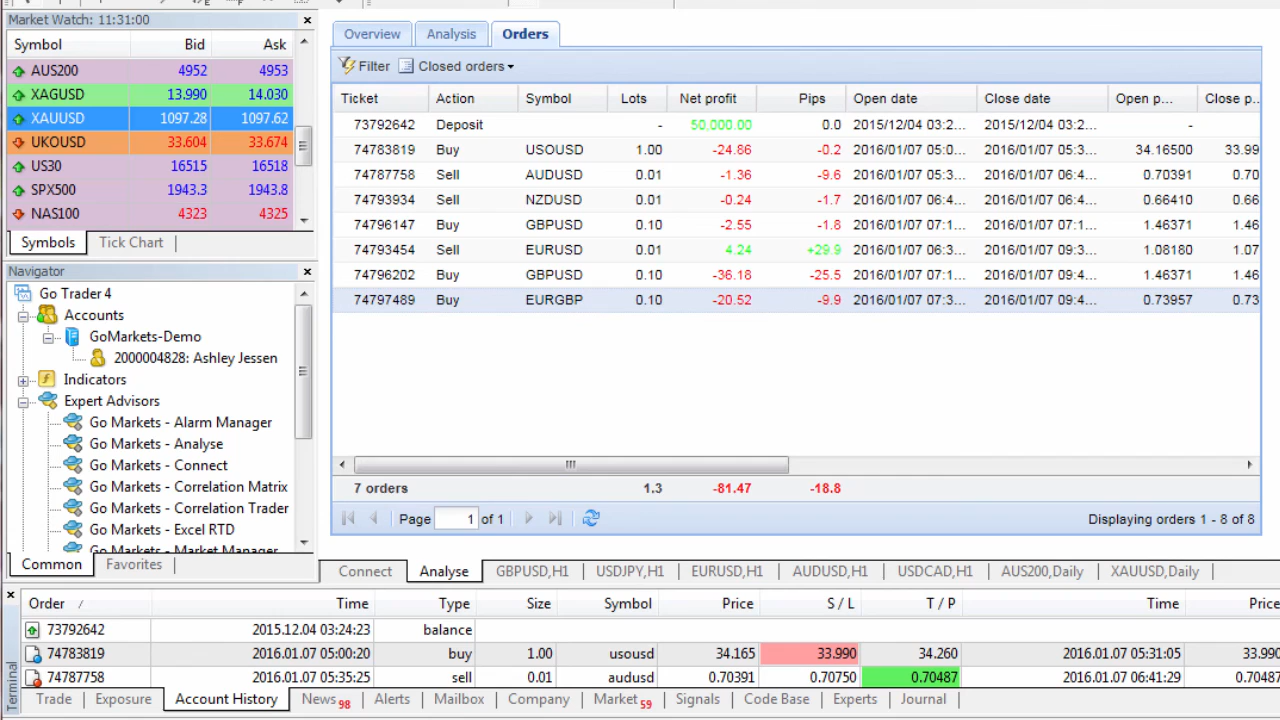 Market Watch: 11:31:00
Symbol Bid Ask
AUS200 4952 4953
XAGUSD 13.990 14.030
XAUUSD 1097.28 1097.62
UKOUSD 33.604 33.674
US30 16515 16518
SPX500 1943.3 1943.8
NAS100 4323 4325
Symbols Tick Chart
Navigator
Go Trader 4
Accounts
GoMarkets-Demo
2000004828: Ashley Jessen
Indicators
Expert Advisors
Go Markets - Alarm Manager
Go Markets - Analyse
Go Markets - Connect
Go Markets - Correlation Matrix
Go Markets - Correlation Trader
Go Markets - Excel RTD
Go Markets - Market Manager
Common Favorites
Overview Analysis Orders
Filter Closed orders
Ticket Action Symbol Lots Net profit Pips Open date Close date Open p... Close p..
73792642 Deposit - 50,000.00 0.0 2015/12/04 03:2... 2015/12/04 03:2... -
74783819 Buy USOUSD 1.00 -24.86 -0.2 2016/01/07 05:0... 2016/01/07 05:3... 34.16500 33.99
74787758 Sell AUDUSD 0.01 -1.36 -9.6 2016/01/07 05:3... 2016/01/07 06:4... 0.70391 0.70
74793934 Sell NZDUSD 0.01 -0.24 -1.7 2016/01/07 06:4... 2016/01/07 06:4... 0.66410 0.66
74796147 Buy GBPUSD 0.10 -2.55 -1.8 2016/01/07 07:1... 2016/01/07 07:1... 1.46371 1.46
74793454 Sell EURUSD 0.01 4.24 +29.9 2016/01/07 06:3... 2016/01/07 09:3... 1.08180 1.07
74796202 Buy GBPUSD 0.10 -36.18 -25.5 2016/01/07 07:1... 2016/01/07 09:4... 1.46371 1.46
74797489 Buy EURGBP 0.10 -20.52 -9.9 2016/01/07 07:3... 2016/01/07 09:4... 0.73957 0.73
7 orders 1.3 -81.47 -18.8
Page 1 of 1 Displaying orders 1 - 8 of 8
Connect Analyse GBPUSD,H1 USDJPY,H1 EURUSD,H1 AUDUSD,H1 USDCAD,H1 AUS200,Daily XAUUSD,Daily
Order / Time Type Size Symbol Price S / L T / P Time Price
73792642 2015.12.04 03:24:23 balance
74783819 2016.01.07 05:00:20 buy 1.00 usousd 34.165 33.990 34.260 2016.01.07 05:31:05 33.990
74787758 2016.01.07 05:35:25 sell 0.01 audusd 0.70391 0.70750 0.70487 2016.01.07 06:41:29 0.70487
Terminal
Trade Exposure Account History News 98 Alerts Mailbox Company Market 59 Signals Code Base Experts Journal